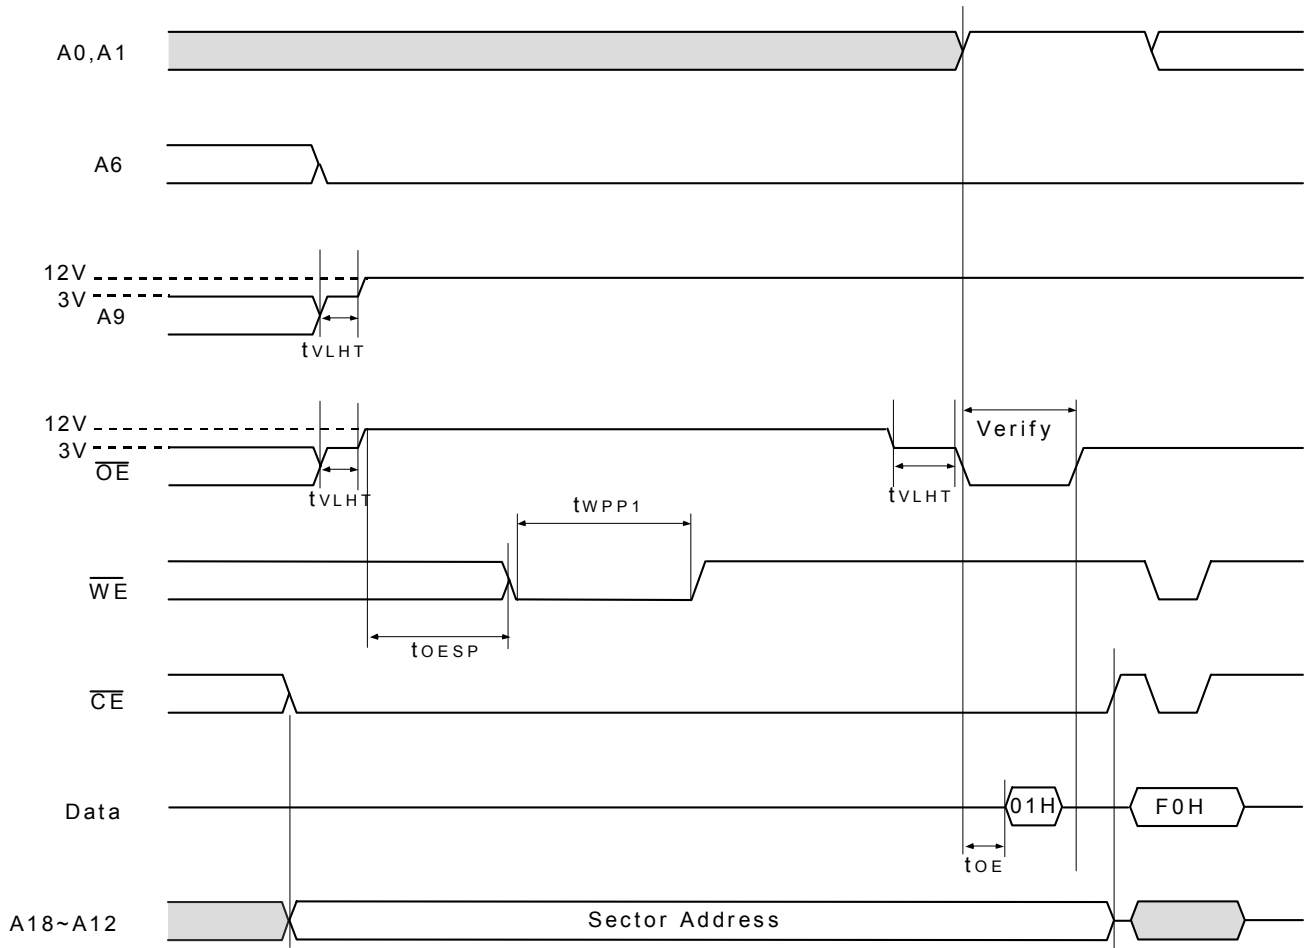 A0,A1
A6
12V
3V
A9
tVLHT
12V
3V
OE
tVLHT
tVLHT
Verify
tWPP1
WE
tOESP
CE
Data
01H
F0H
tOE
A18~A12
Sector Address